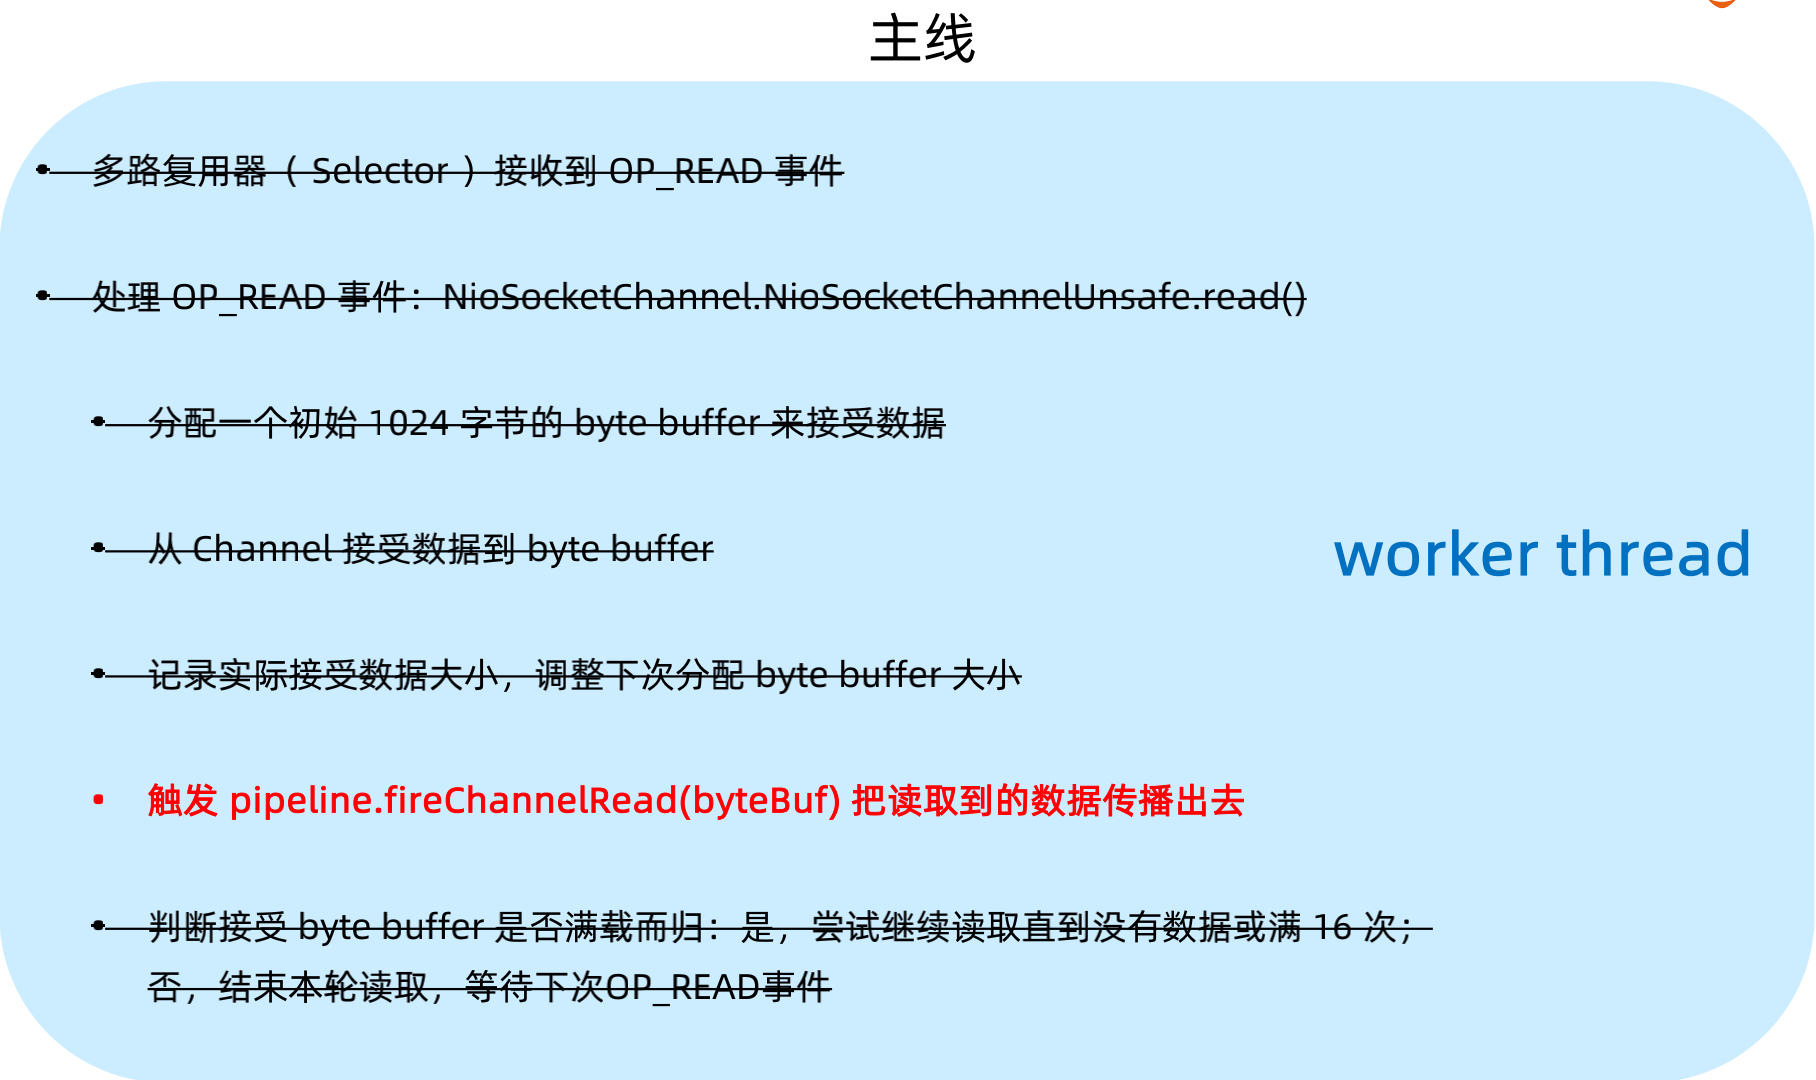 主线
• 多路复用器（ Selector ）接收到 OP_READ 事件
• 处理 OP_READ 事件：NioSocketChannel.NioSocketChannelUnsafe.read()
• 分配一个初始 1024 字节的 byte buffer 来接受数据
• 从 Channel 接受数据到 byte buffer
worker thread
• 记录实际接受数据大小，调整下次分配 byte buffer 大小
• 触发 pipeline.fireChannelRead(byteBuf) 把读取到的数据传播出去
• 判断接受 byte buffer 是否满载而归：是，尝试继续读取直到没有数据或满 16 次；
否，结束本轮读取，等待下次OP_READ事件